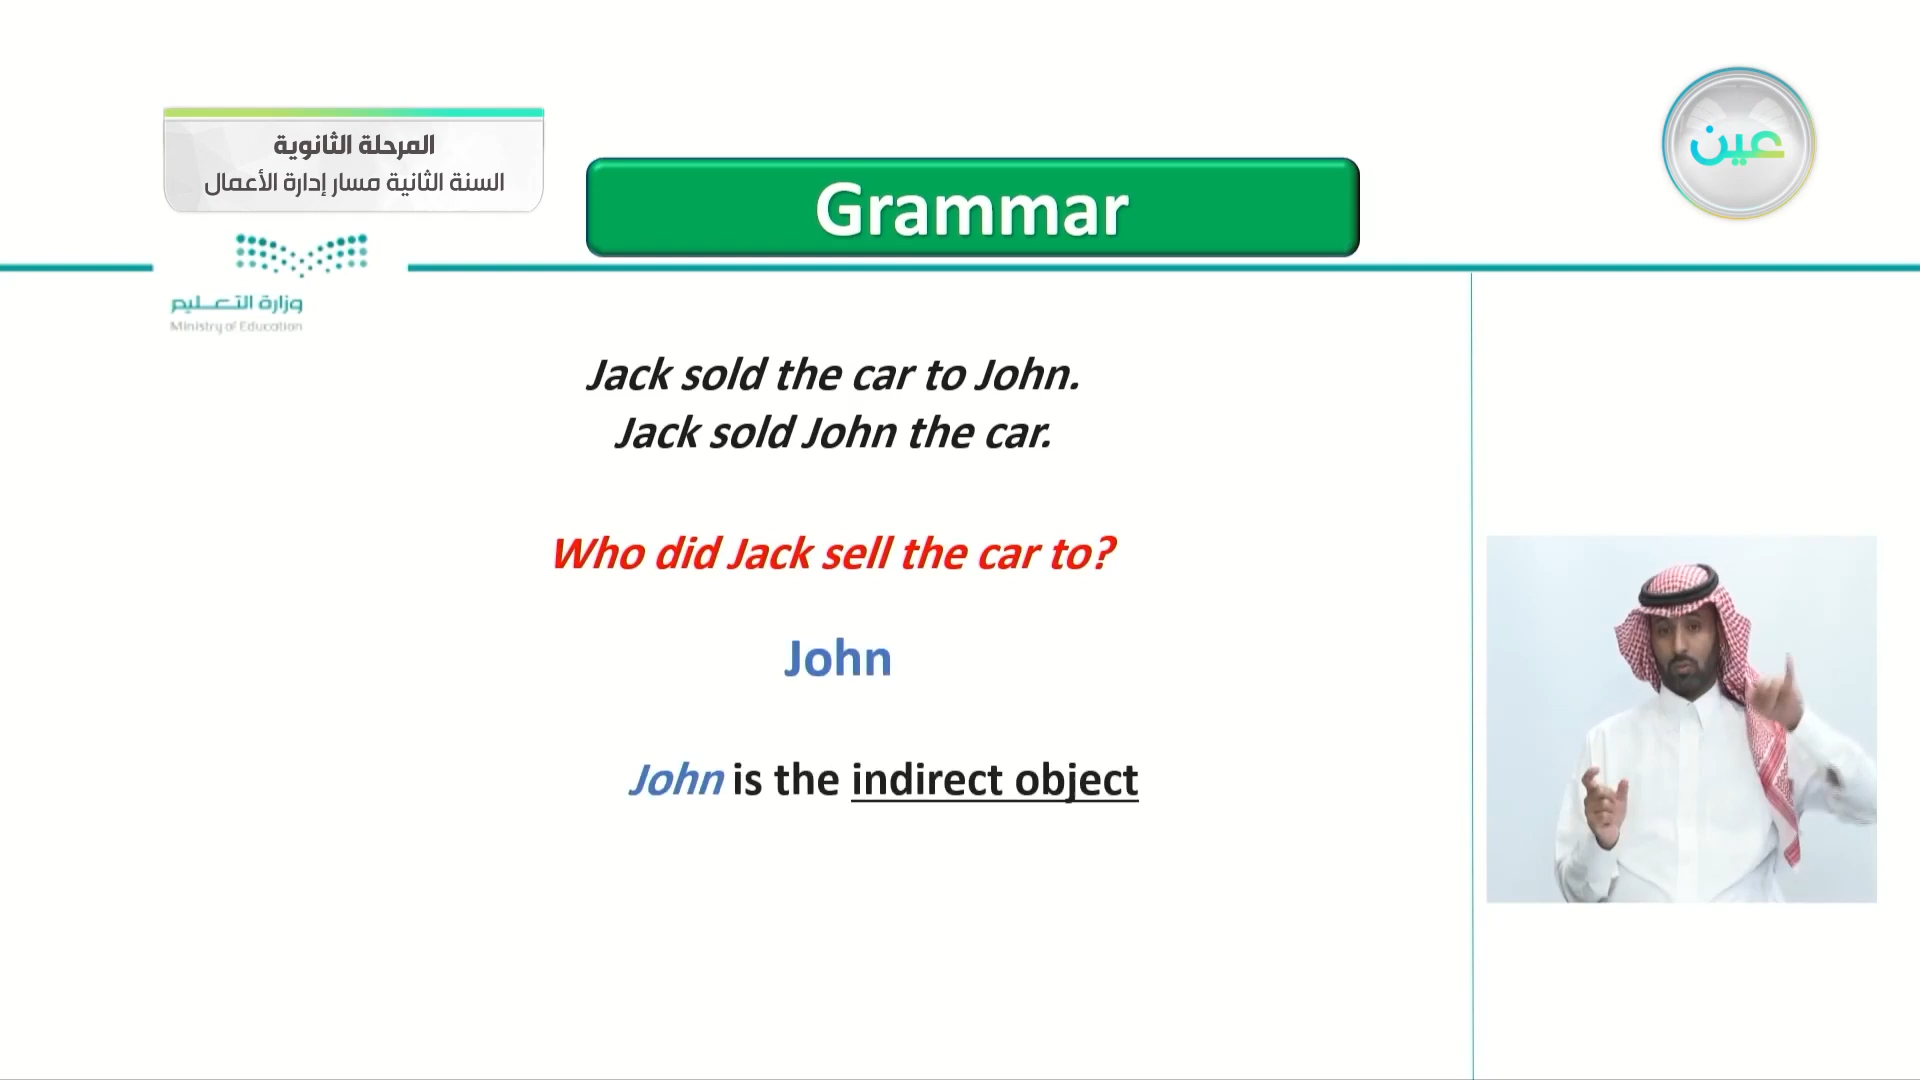 المرحلة الثانوية
السنة الثانية مسار إدارة الأعمال
عين
Grammar
وزارة التعليم
Ministry of Education
Jack sold the car to John.
Jack sold John the car.
Who did Jack sell the car to?
John
John is the indirect object